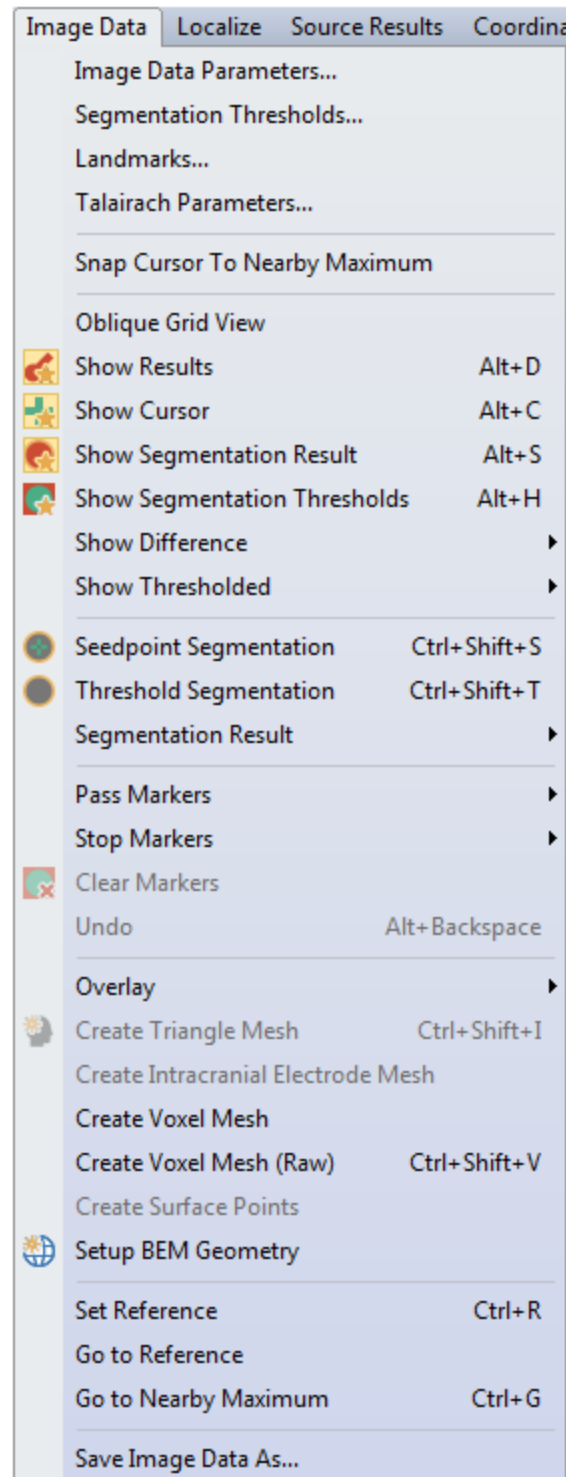 Image Data Localize Source Results Coordina
Image Data Parameters...
Segmentation Thresholds...
Landmarks...
Talairach Parameters...
Snap Cursor To Nearby Maximum
Oblique Grid View
Show Results Alt+D
Show Cursor Alt+C
Show Segmentation Result Alt+S
Show Segmentation Thresholds Alt+H
Show Difference
Show Thresholded
Seedpoint Segmentation Ctrl+Shift+S
Threshold Segmentation Ctrl+Shift+T
Segmentation Result
Pass Markers
Stop Markers
Clear Markers
Undo Alt+Backspace
Overlay
Create Triangle Mesh Ctrl+Shift+I
Create Intracranial Electrode Mesh
Create Voxel Mesh
Create Voxel Mesh (Raw) Ctrl+Shift+V
Create Surface Points
Setup BEM Geometry
Set Reference Ctrl+R
Go to Reference
Go to Nearby Maximum Ctrl+G
Save Image Data As...